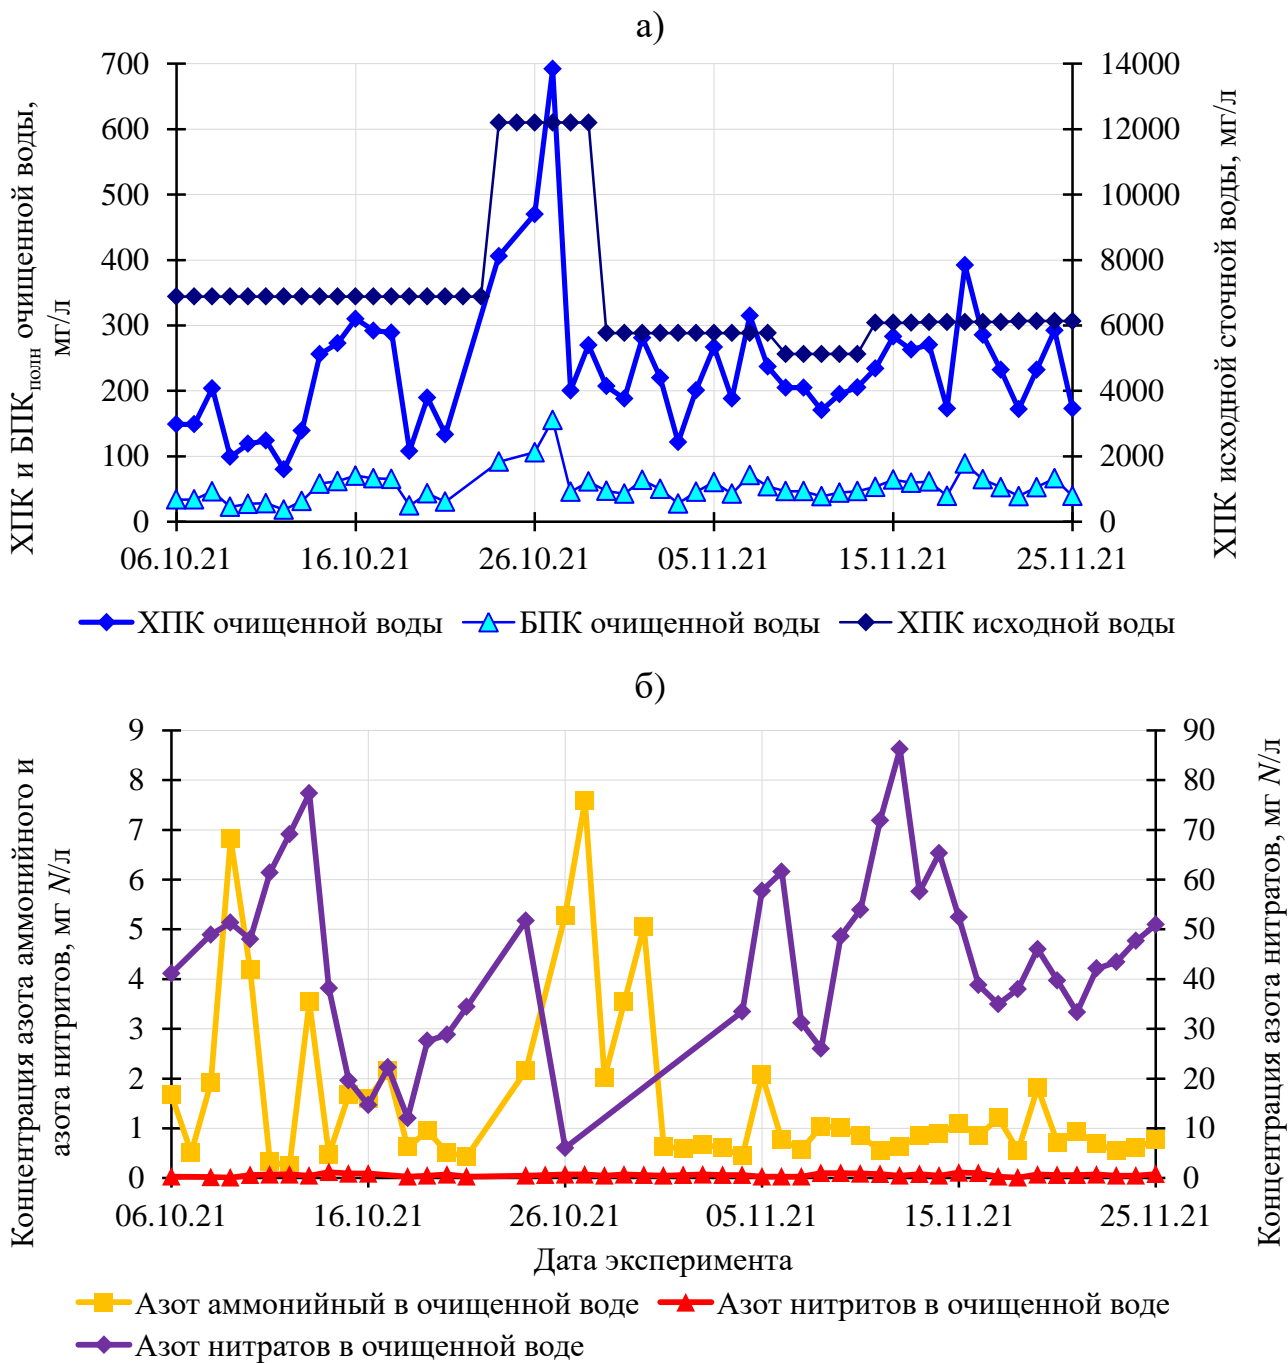 а)
ХПК и БПКполн очищенной воды,
мг/л
700
600
500
400
300
200
100
0
14000
12000
10000
8000
6000
4000
2000
0
ХПК исходной сточной воды, мг/л
06.10.21 16.10.21 26.10.21 05.11.21 15.11.21 25.11.21
ХПК очищенной воды БПК очищенной воды ХПК исходной воды
б)
Концентрация азота аммонийного и
азота нитритов, мг N/л
9
8
7
6
5
4
3
2
1
0
90
80
70
60
50
40
30
20
10
0
Концентрация азота нитратов, мг N/л
06.10.21 16.10.21 26.10.21 05.11.21 15.11.21 25.11.21
Дата эксперимента
Азот аммонийный в очищенной воде Азот нитритов в очищенной воде
Азот нитратов в очищенной воде